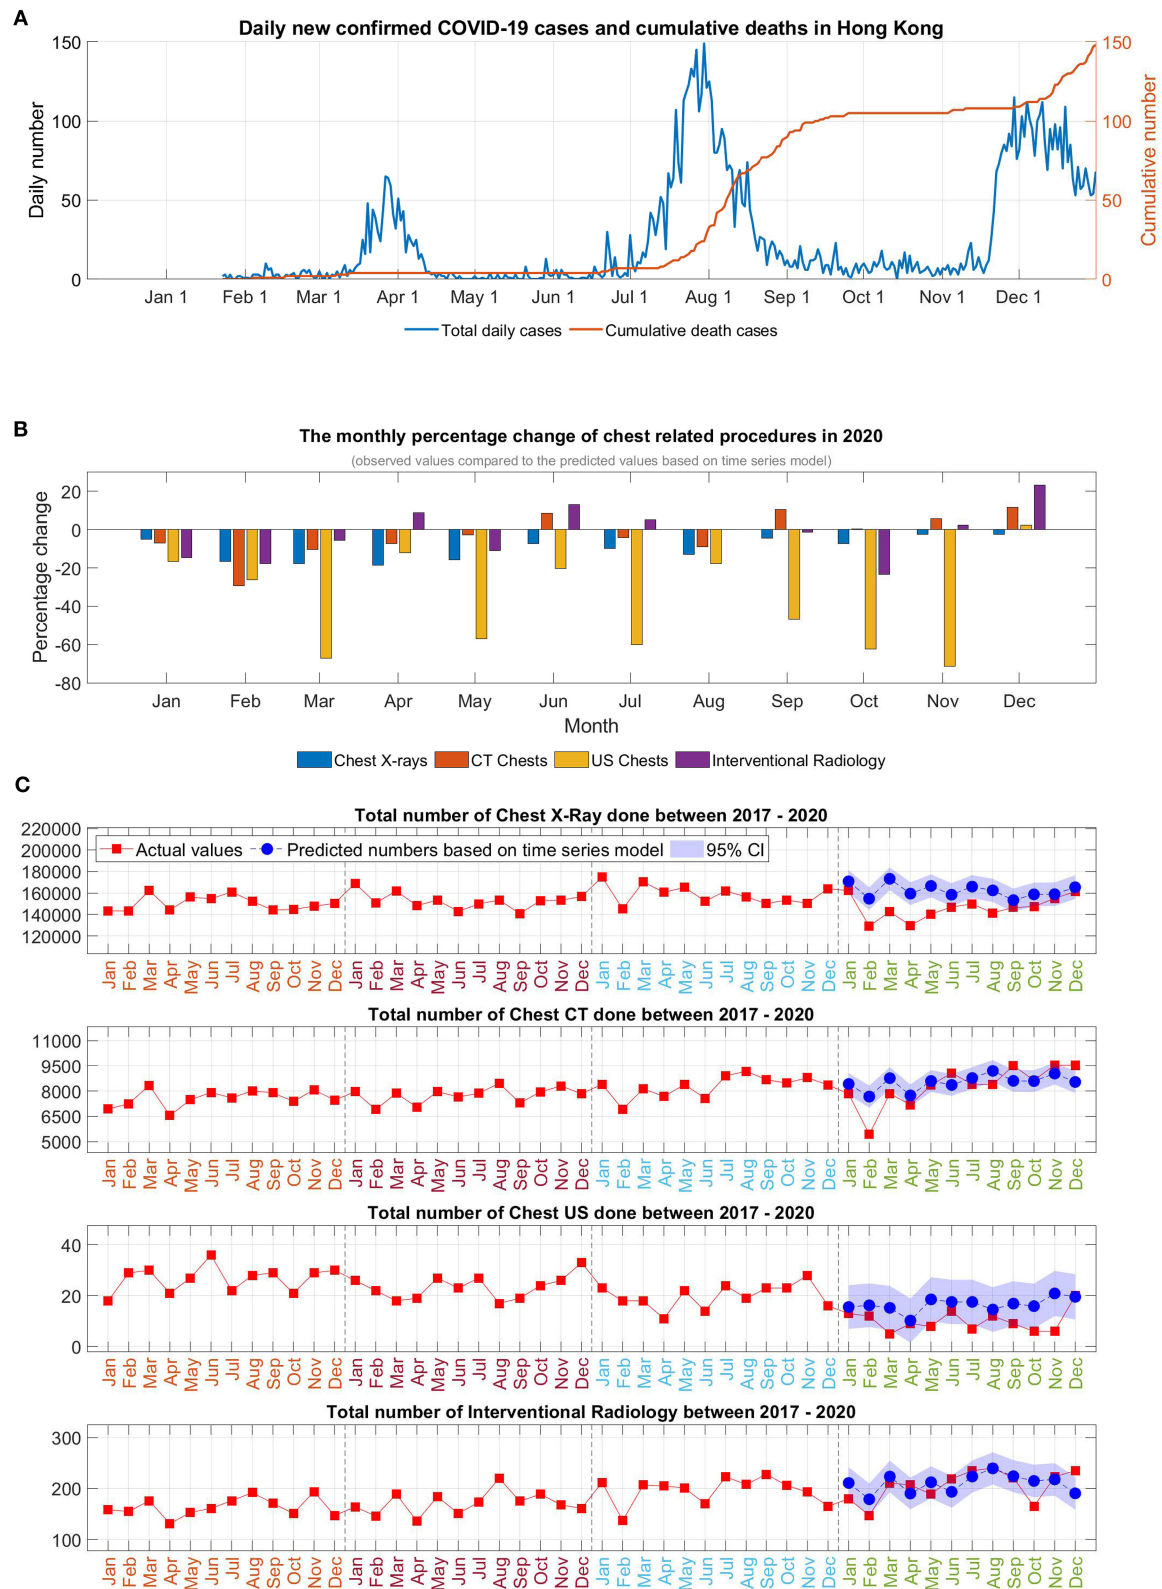 A
Daily new confirmed COVID-19 cases and cumulative deaths in Hong Kong
150
100
50
0
Daily number
150
100
50
0
Cumulative number
Jan 1 Feb 1 Mar 1 Apr 1 May 1 Jun 1 Jul 1 Aug 1 Sep 1 Oct 1 Nov 1 Dec 1
Total daily cases Cumulative death cases
B
The monthly percentage change of chest related procedures in 2020
(observed values compared to the predicted values based on time series model)
20
0
-20
-40
-60
-80
Percentage change
Jan Feb Mar Apr May Jun Jul Aug Sep Oct Nov Dec
Month
Chest X-rays CT Chests US Chests Interventional Radiology
C
Total number of Chest X-Ray done between 2017 - 2020
220000
200000
180000
160000
140000
120000
Actual values Predicted numbers based on time series model 95% CI
Jan Feb Mar Apr May Jun Jul Aug Sep Oct Nov Dec Jan Feb Mar Apr May Jun Jul Aug Sep Oct Nov Dec Jan Feb Mar Apr May Jun Jul Aug Sep Oct Nov Dec Jan Feb Mar Apr May Jun Jul Aug Sep Oct Nov Dec
Total number of Chest CT done between 2017 - 2020
11000
9500
8000
6500
5000
Jan Feb Mar Apr May Jun Jul Aug Sep Oct Nov Dec Jan Feb Mar Apr May Jun Jul Aug Sep Oct Nov Dec Jan Feb Mar Apr May Jun Jul Aug Sep Oct Nov Dec Jan Feb Mar Apr May Jun Jul Aug Sep Oct Nov Dec
Total number of Chest US done between 2017 - 2020
40
20
0
Jan Feb Mar Apr May Jun Jul Aug Sep Oct Nov Dec Jan Feb Mar Apr May Jun Jul Aug Sep Oct Nov Dec Jan Feb Mar Apr May Jun Jul Aug Sep Oct Nov Dec Jan Feb Mar Apr May Jun Jul Aug Sep Oct Nov Dec
Total number of Interventional Radiology between 2017 - 2020
300
200
100
Jan Feb Mar Apr May Jun Jul Aug Sep Oct Nov Dec Jan Feb Mar Apr May Jun Jul Aug Sep Oct Nov Dec Jan Feb Mar Apr May Jun Jul Aug Sep Oct Nov Dec Jan Feb Mar Apr May Jun Jul Aug Sep Oct Nov Dec